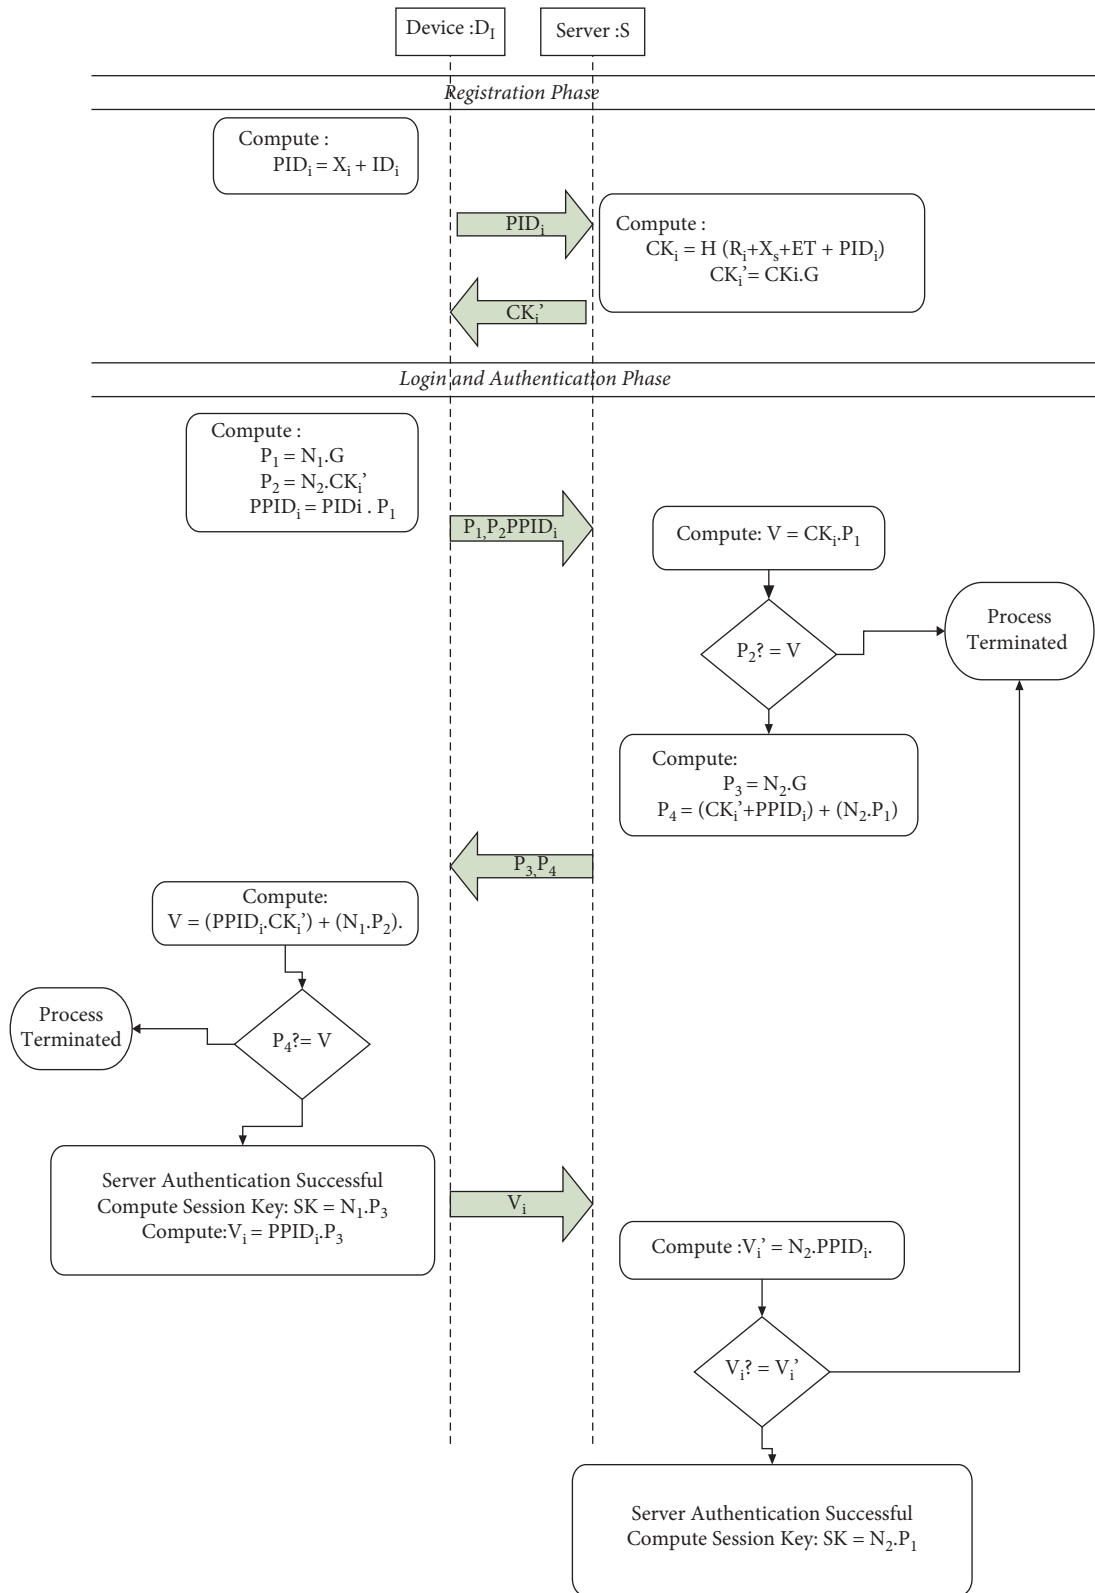 Device :D_I
Server :S
Registration Phase
Compute :
PID_i = X_i + ID_i
PID_i
Compute :
CK_i = H (R_i+X_s+ET + PID_i)
CK_i’= CKi.G
CK_i’
Login and Authentication Phase
Compute :
P_1 = N_1.G
P_2 = N_2.CK_i’
PPID_i = PIDi . P_1
P_1,P_2PPID_i
Compute: V = CK_i.P_1
Process
Terminated
P_2? = V
Compute:
P_3 = N_2.G
P_4 = (CK_i’+PPID_i) + (N_2.P_1)
P_3,P_4
Compute:
V = (PPID_i.CK_i’) + (N_1.P_2).
Process
Terminated
P_4?= V
Server Authentication Successful
Compute Session Key: SK = N_1.P_3
Compute:V_i = PPID_i.P_3
V_i
Compute :V_i’ = N_2.PPID_i.
V_i? = V_i’
Server Authentication Successful
Compute Session Key: SK = N_2.P_1